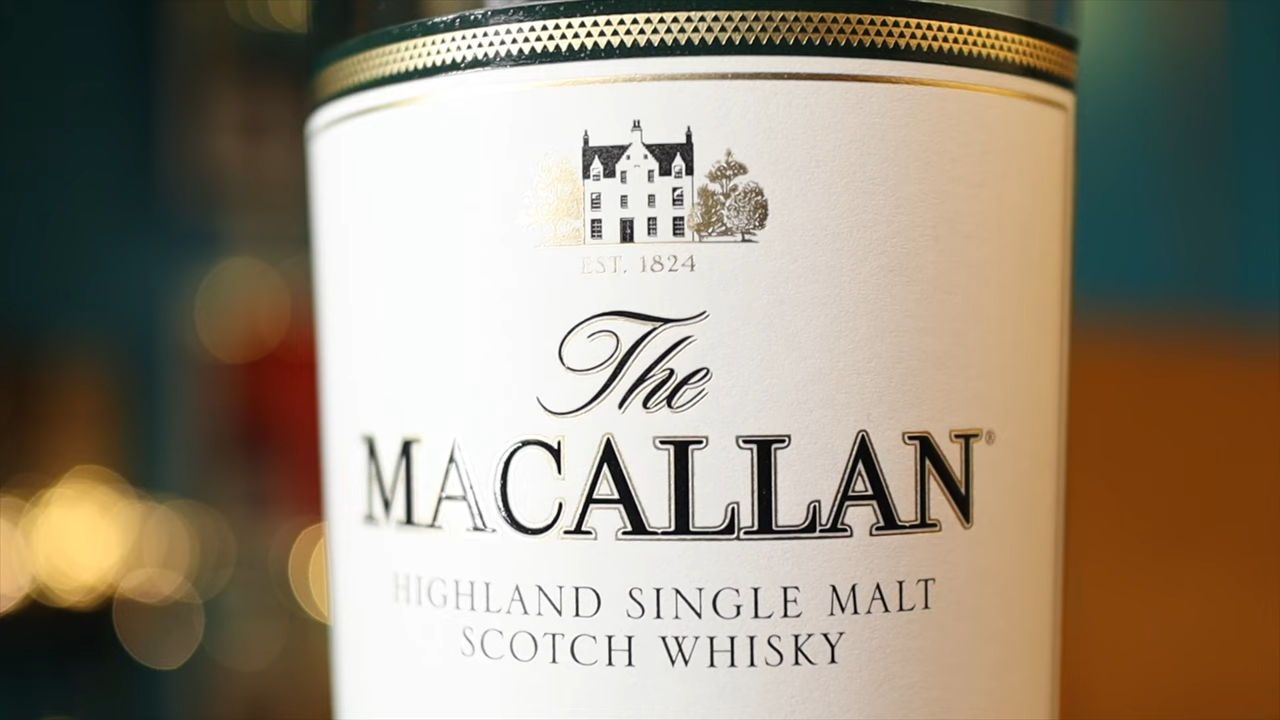 EST. 1824
The
MACALLAN®
HIGHLAND SINGLE MALT
SCOTCH WHISKY